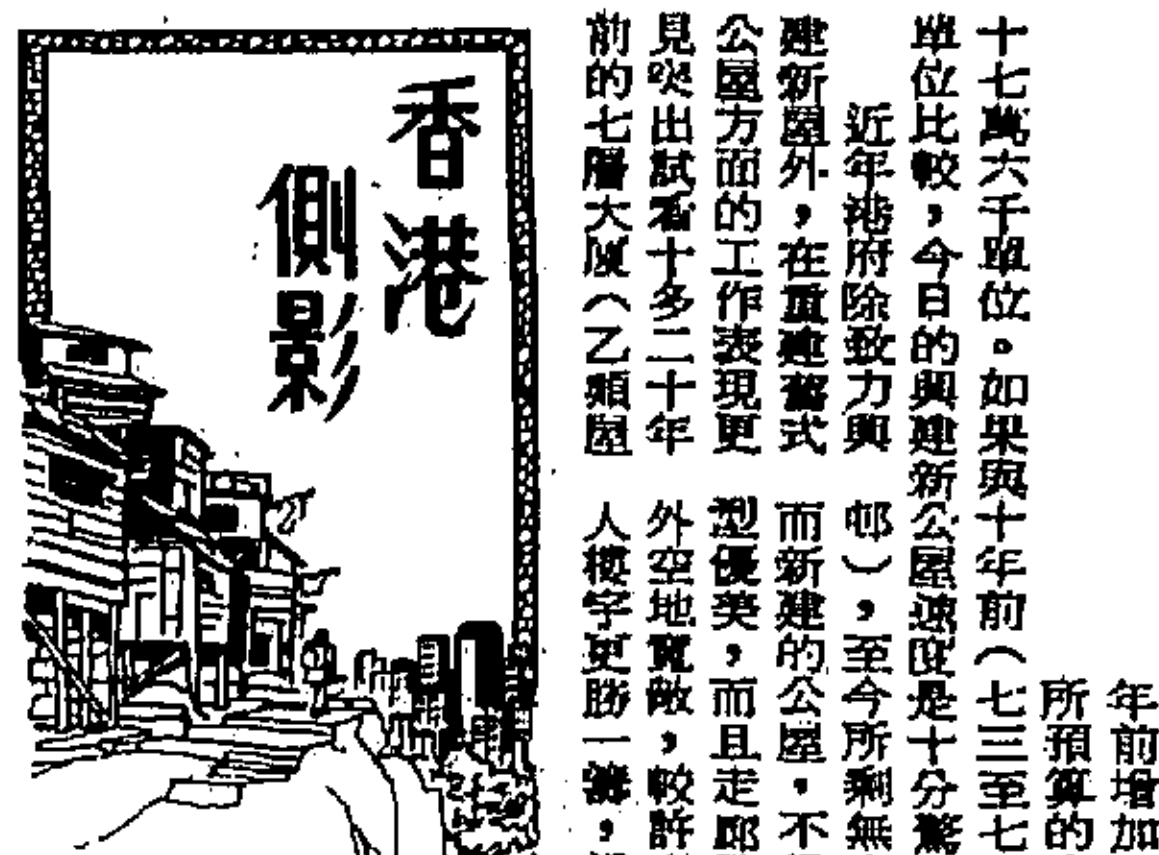 年前增加
所預算的
十七萬六千單位。如果與十年前(七三至七
單位比較,今日的興建新公屋速度是十分驚
近年港府除致力興
建新屋外,在重建舊式
公屋方面的工作表現更
見突出試看十多二十年
前的七層大厦(乙類屋
邨),至今所剩無
而新建的公屋,不
型優美,而且走廊
外空地寬敞,較許
人樓宇更勝一籌,
香港
側影